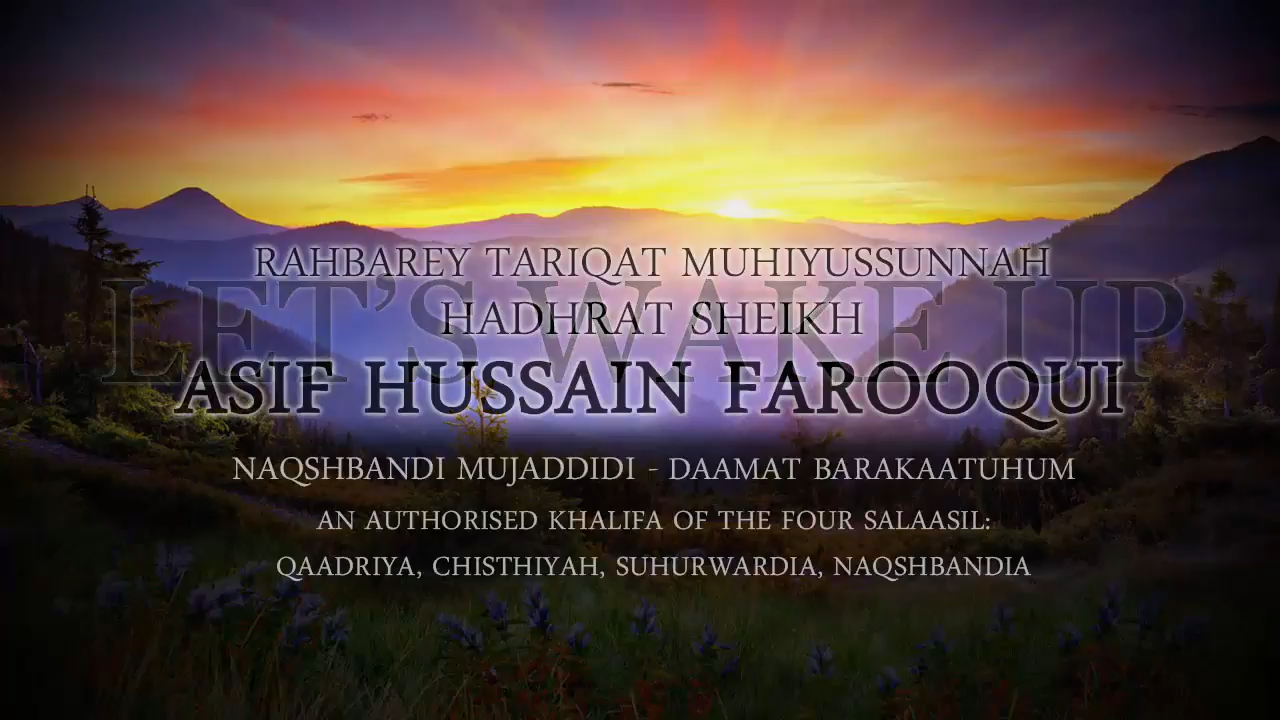 RAHBAREY TARIQAT MUHIYUSSUNNAH
LET'S WAKE UP
HADHRAT SHEIKH
ASIF HUSSAIN FAROOQUI
NAQSHBANDI MUJADDIDI - DAAMAT BARAKAATUHUM
AN AUTHORISED KHALIFA OF THE FOUR SALAASIL:
QAADRIYA, CHISTHIYAH, SUHURWARDIA, NAQSHBANDIA